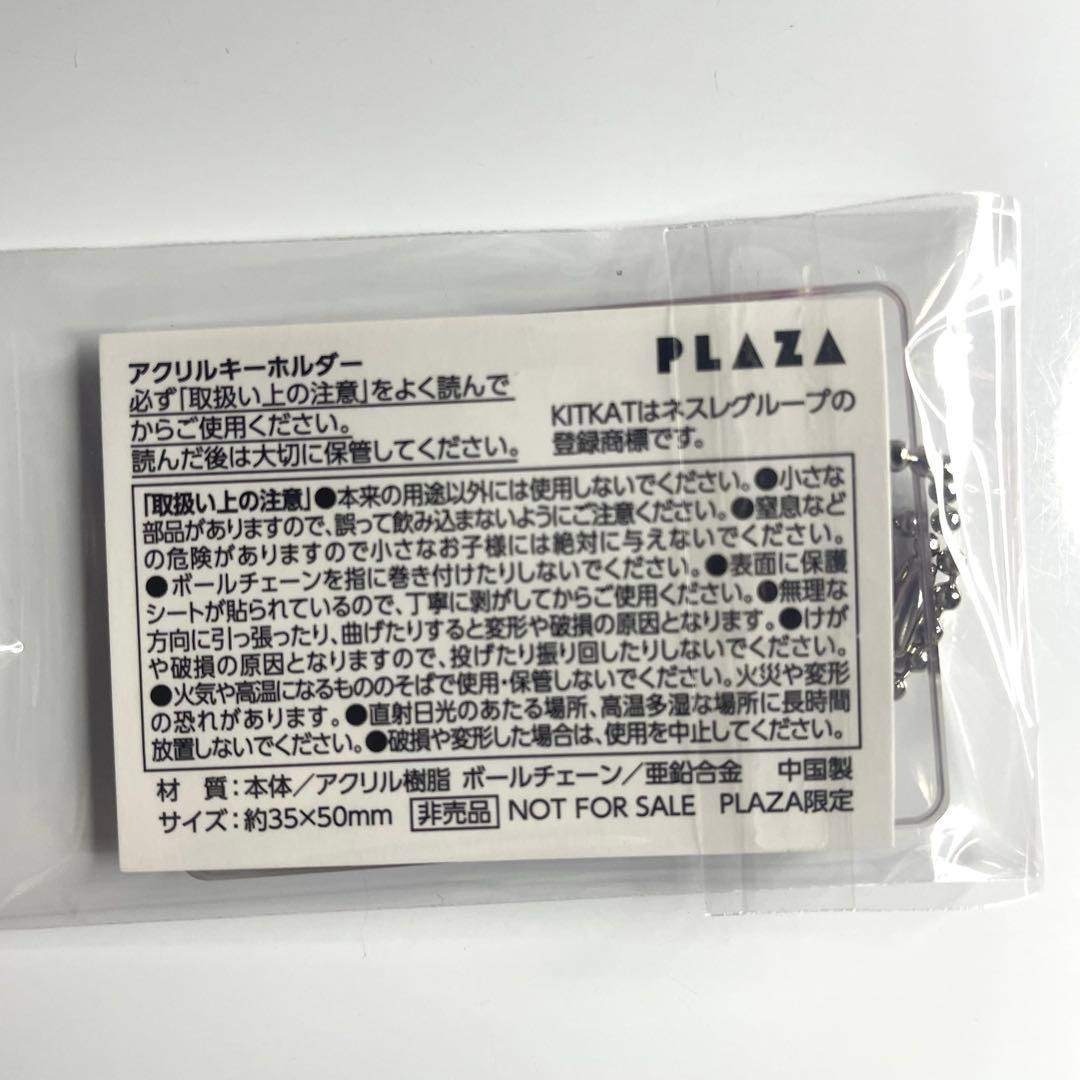 アクリルキーホルダー
必ず「取扱い上の注意」をよく読んで
からご使用ください。
読んだ後は大切に保管してください。
PLAZA
KITKATはネスレグループの
登録商標です。
「取扱い上の注意」●本来の用途以外には使用しないでください。●小さな
部品がありますので、誤って飲み込まないようにご注意ください。●窒息など
の危険がありますので小さなお子様には絶対に与えないでください。
●ボールチェーンを指に巻き付けたりしないでください。●表面に保護
シートが貼られているので、丁寧に剥がしてからご使用ください。●無理な
方向に引っ張ったり、曲げたりすると変形や破損の原因となります。●けが
や破損の原因となりますので、投げたり振り回したりしないでください。
●火気や高温になるもののそばで使用・保管しないでください。火災や変形
の恐れがあります。●直射日光のあたる場所、高温多湿な場所に長時間
放置しないでください。●破損や変形した場合は、使用を中止してください。
材 質：本体／アクリル樹脂 ボールチェーン／亜鉛合金 中国製
サイズ：約35×50mm 非売品 NOT FOR SALE PLAZA限定